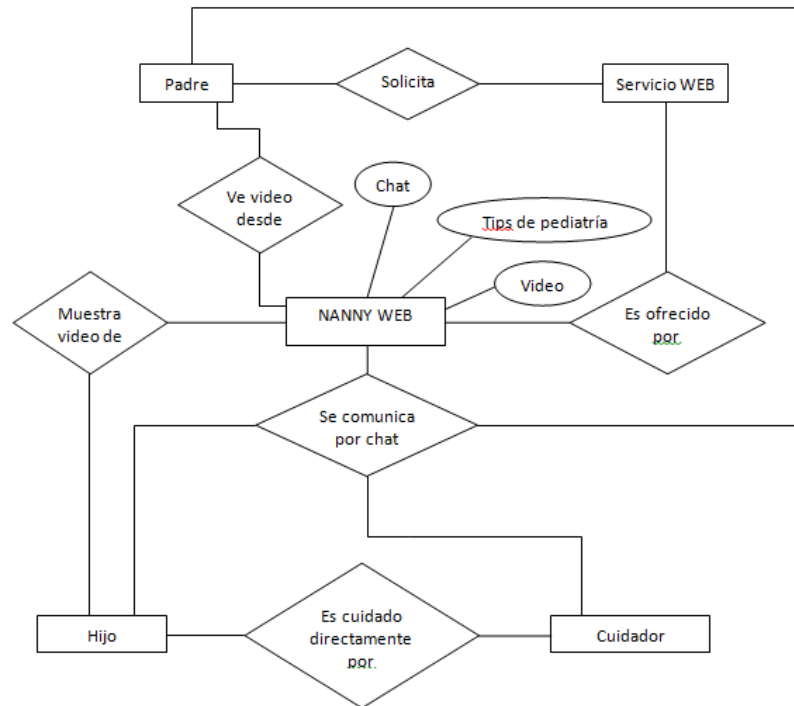 Padre
Solicita
Servicio WEB
Ve video
desde
Chat
Tips de pediatría
Video
Muestra
video de
NANNY WEB
Es ofrecido
por
Se comunica
por chat
Hijo
Es cuidado
directamente
por.
Cuidador